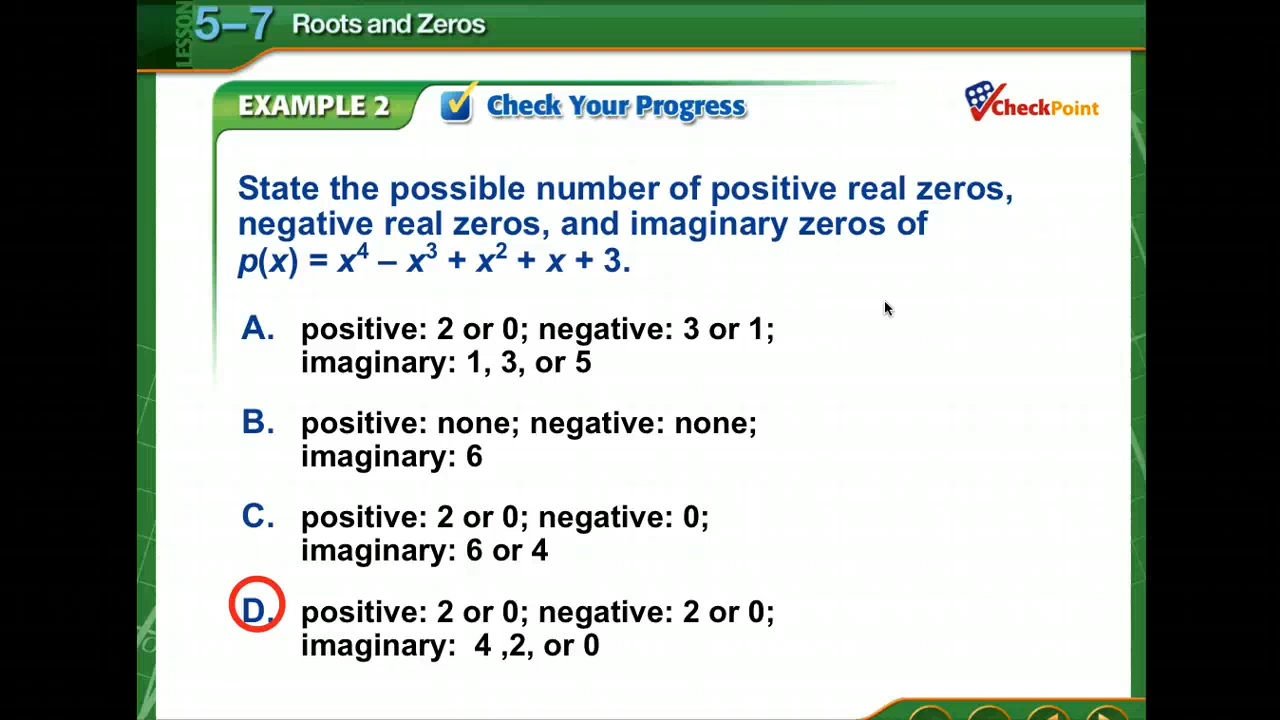 LESSON
5–7 Roots and Zeros
EXAMPLE 2 Check Your Progress CheckPoint
State the possible number of positive real zeros,
negative real zeros, and imaginary zeros of
p(x) = x⁴ – x³ + x² + x + 3.
A. positive: 2 or 0; negative: 3 or 1;
imaginary: 1, 3, or 5
B. positive: none; negative: none;
imaginary: 6
C. positive: 2 or 0; negative: 0;
imaginary: 6 or 4
D. positive: 2 or 0; negative: 2 or 0;
imaginary: 4 ,2, or 0